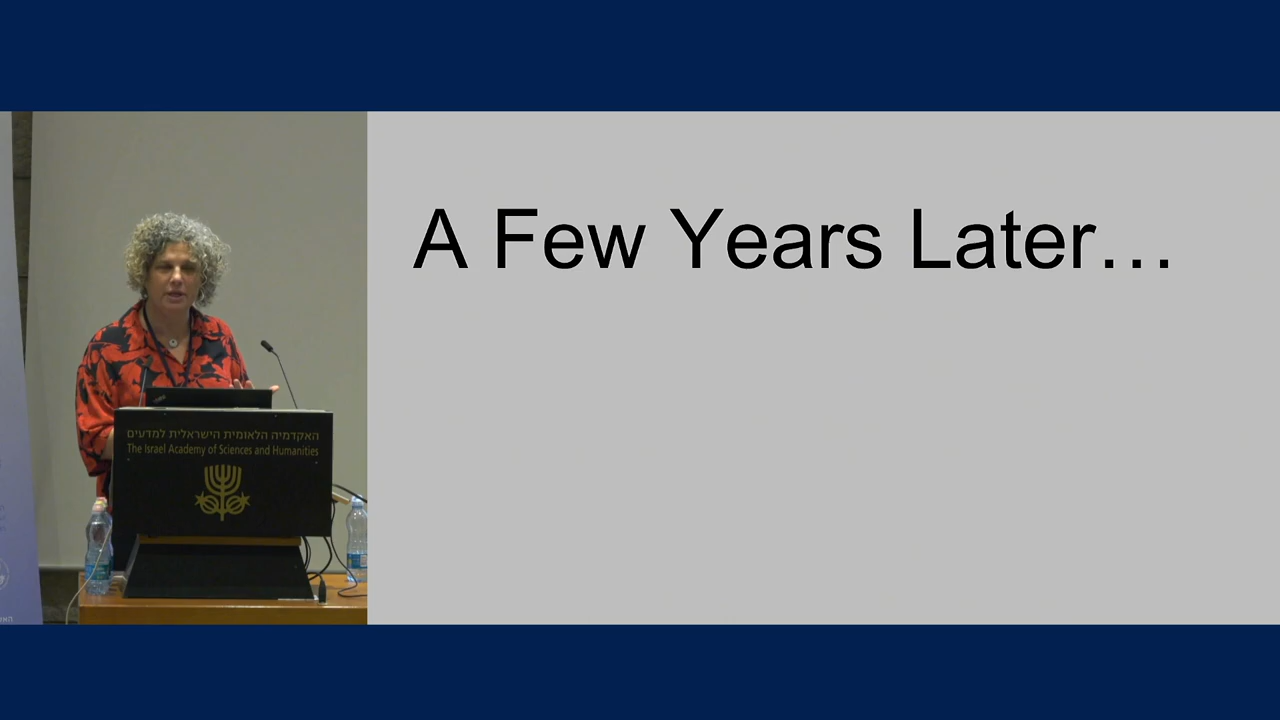 A Few Years Later…
האקדמיה הלאומית הישראלית למדעים
The Israel Academy of Sciences and Humanities